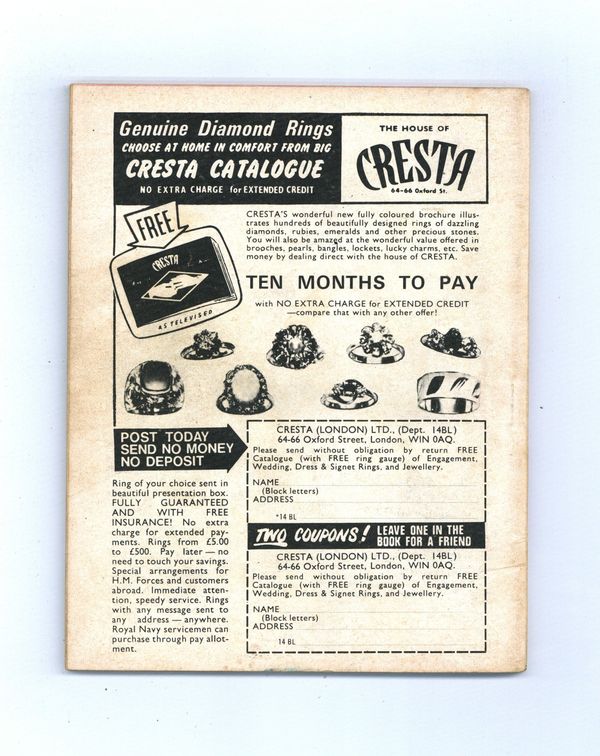 Genuine Diamond Rings
CHOOSE AT HOME IN COMFORT FROM BIG
CRESTA CATALOGUE
NO EXTRA CHARGE for EXTENDED CREDIT
THE HOUSE OF
CRESTA
64-66 Oxford St.
FREE
CRESTA
AS TELEVISED
CRESTA'S wonderful new fully coloured brochure illus-
trates hundreds of beautifully designed rings of dazzling
diamonds, rubies, emeralds and other precious stones.
You will also be amazgd at the wonderful value offered in
brooches, pearls, bangles, lockets, lucky charms, etc. Save
money by dealing direct with the house of CRESTA.
TEN MONTHS TO PAY
with NO EXTRA CHARGE for EXTENDED CREDIT
—compare that with any other offer!
POST TODAY
SEND NO MONEY
NO DEPOSIT
Ring of your choice sent in
beautiful presentation box.
FULLY GUARANTEED
AND WITH FREE
INSURANCE! No extra
charge for extended pay-
ments. Rings from £5.00
to £500. Pay later — no
need to touch your savings.
Special arrangements for
H.M. Forces and customers
abroad. Immediate atten-
tion, speedy service. Rings
with any message sent to
any address — anywhere.
Royal Navy servicemen can
purchase through pay allot-
ment.
CRESTA (LONDON) LTD., (Dept. 14BL)
64-66 Oxford Street, London, WIN 0AQ.
Please send without obligation by return FREE
Catalogue (with FREE ring gauge) of Engagement,
Wedding, Dress & Signet Rings, and Jewellery.
NAME
(Block letters)
ADDRESS
*14 BL
TWO COUPONS! LEAVE ONE IN THE
BOOK FOR A FRIEND
CRESTA (LONDON) LTD., (Dept. 14BL)
64-66 Oxford Street, London, WIN 0AQ.
Please send without obligation by return FREE
Catalogue (with FREE ring gauge) of Engagement,
Wedding, Dress & Signet Rings, and Jewellery.
NAME
(Block letters)
ADDRESS
14 BL